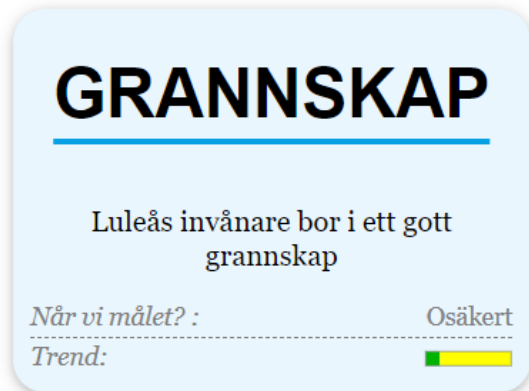 GRANNSKAP
Luleås invånare bor i ett gott
grannskap
Når vi målet? : Osäkert
Trend: